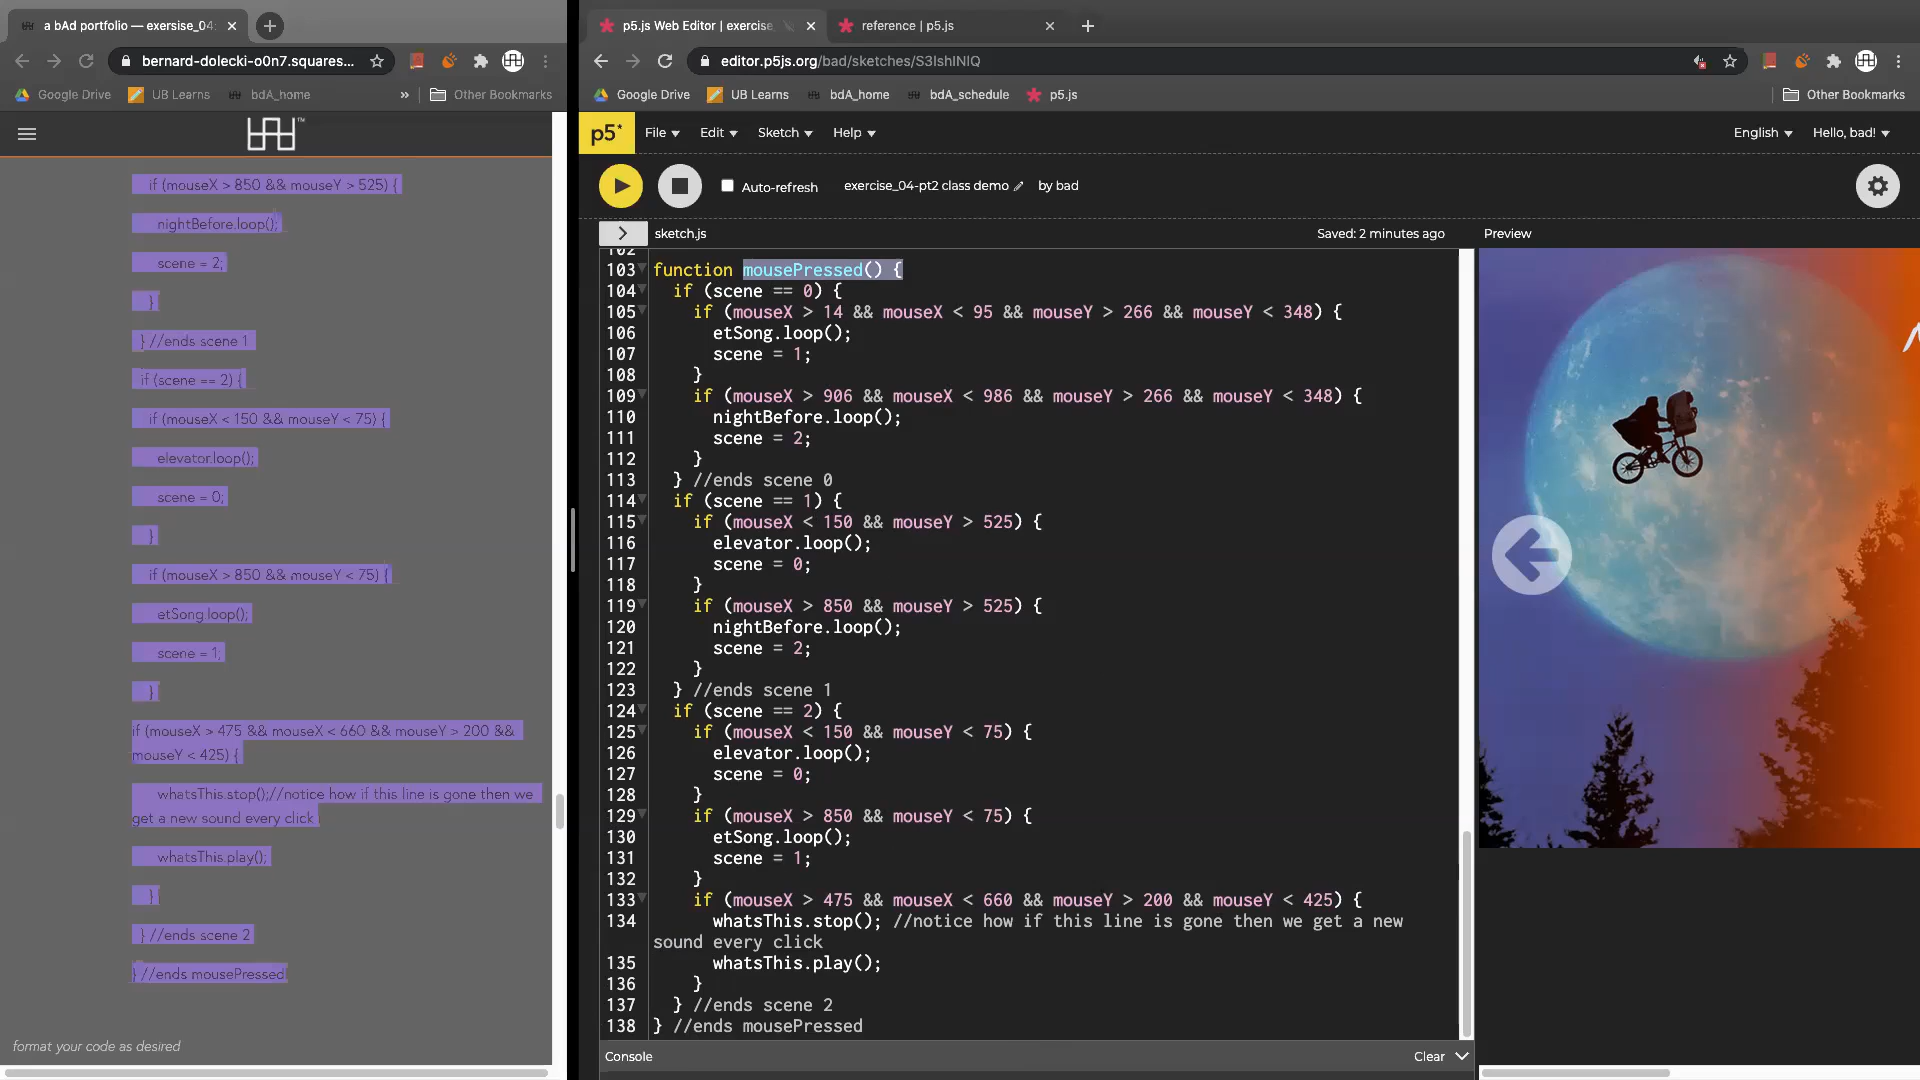 a bAd portfolio — exersise_04:
bernard-dolecki-o0n7.squares...
Google Drive
UB Learns
bdA_home
»
Other Bookmarks
if (mouseX > 850 && mouseY > 525) {
nightBefore.loop();
scene = 2;
}
} //ends scene 1
if (scene == 2) {
if (mouseX < 150 && mouseY < 75) {
elevator.loop();
scene = 0;
}
if (mouseX > 850 && mouseY < 75) {
etSong.loop();
scene = 1;
}
if (mouseX > 475 && mouseX < 660 && mouseY > 200 &&
mouseY < 425) {
whatsThis.stop();//notice how if this line is gone then we
get a new sound every click
whatsThis.play();
}
} //ends scene 2
} //ends mousePressed
format your code as desired
p5.js Web Editor | exercise_
reference | p5.js
editor.p5js.org/bad/sketches/
Google Drive
UB Learns
bdA_home
bdA_schedule
p5.js
Other Bookmarks
p5*
File
Edit
Sketch
Help
English
Hello, bad!
Auto-refresh
exercise_04-pt2 class demo
by bad
>
sketch.js
Saved: 2 minutes ago
Preview
102
103 function mousePressed() {
104 if (scene == 0) {
105 if (mouseX > 14 && mouseX < 95 && mouseY > 266 && mouseY < 348) {
106 etSong.loop();
107 scene = 1;
108 }
109 if (mouseX > 906 && mouseX < 986 && mouseY > 266 && mouseY < 348) {
110 nightBefore.loop();
111 scene = 2;
112 }
113 } //ends scene 0
114 if (scene == 1) {
115 if (mouseX < 150 && mouseY > 525) {
116 elevator.loop();
117 scene = 0;
118 }
119 if (mouseX > 850 && mouseY > 525) {
120 nightBefore.loop();
121 scene = 2;
122 }
123 } //ends scene 1
124 if (scene == 2) {
125 if (mouseX < 150 && mouseY < 75) {
126 elevator.loop();
127 scene = 0;
128 }
129 if (mouseX > 850 && mouseY < 75) {
130 etSong.loop();
131 scene = 1;
132 }
133 if (mouseX > 475 && mouseX < 660 && mouseY > 200 && mouseY < 425) {
134 whatsThis.stop(); //notice how if this line is gone then we get a new
sound every click
135 whatsThis.play();
136 }
137 } //ends scene 2
138 } //ends mousePressed
Console
Clear